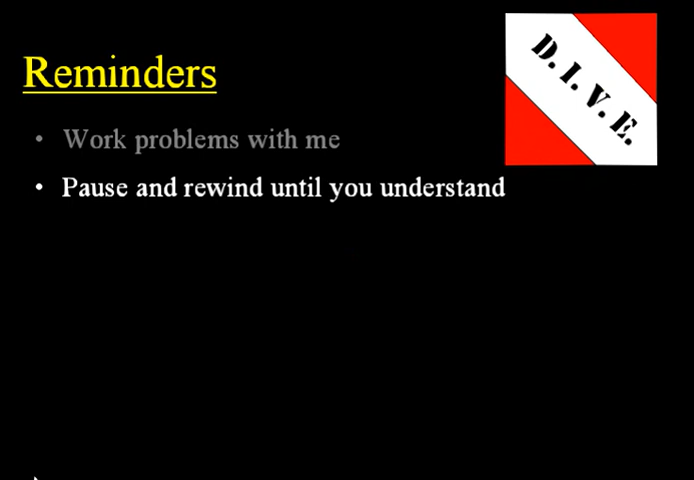 Reminders
D. I. V. E.
• Work problems with me
• Pause and rewind until you understand